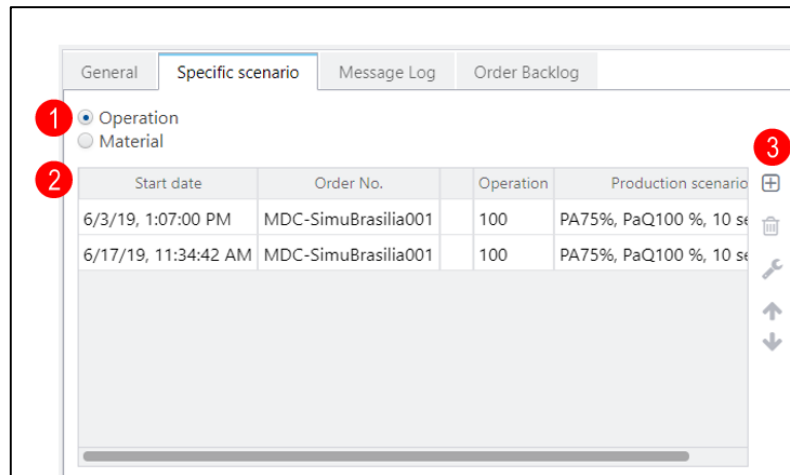 General Specific scenario Message Log Order Backlog
1 Operation
Material
3
2 Start date Order No. Operation Production scenario
6/3/19, 1:07:00 PM MDC-SimuBrasilia001 100 PA75%, PaQ100 %, 10 se
6/17/19, 11:34:42 AM MDC-SimuBrasilia001 100 PA75%, PaQ100 %, 10 se